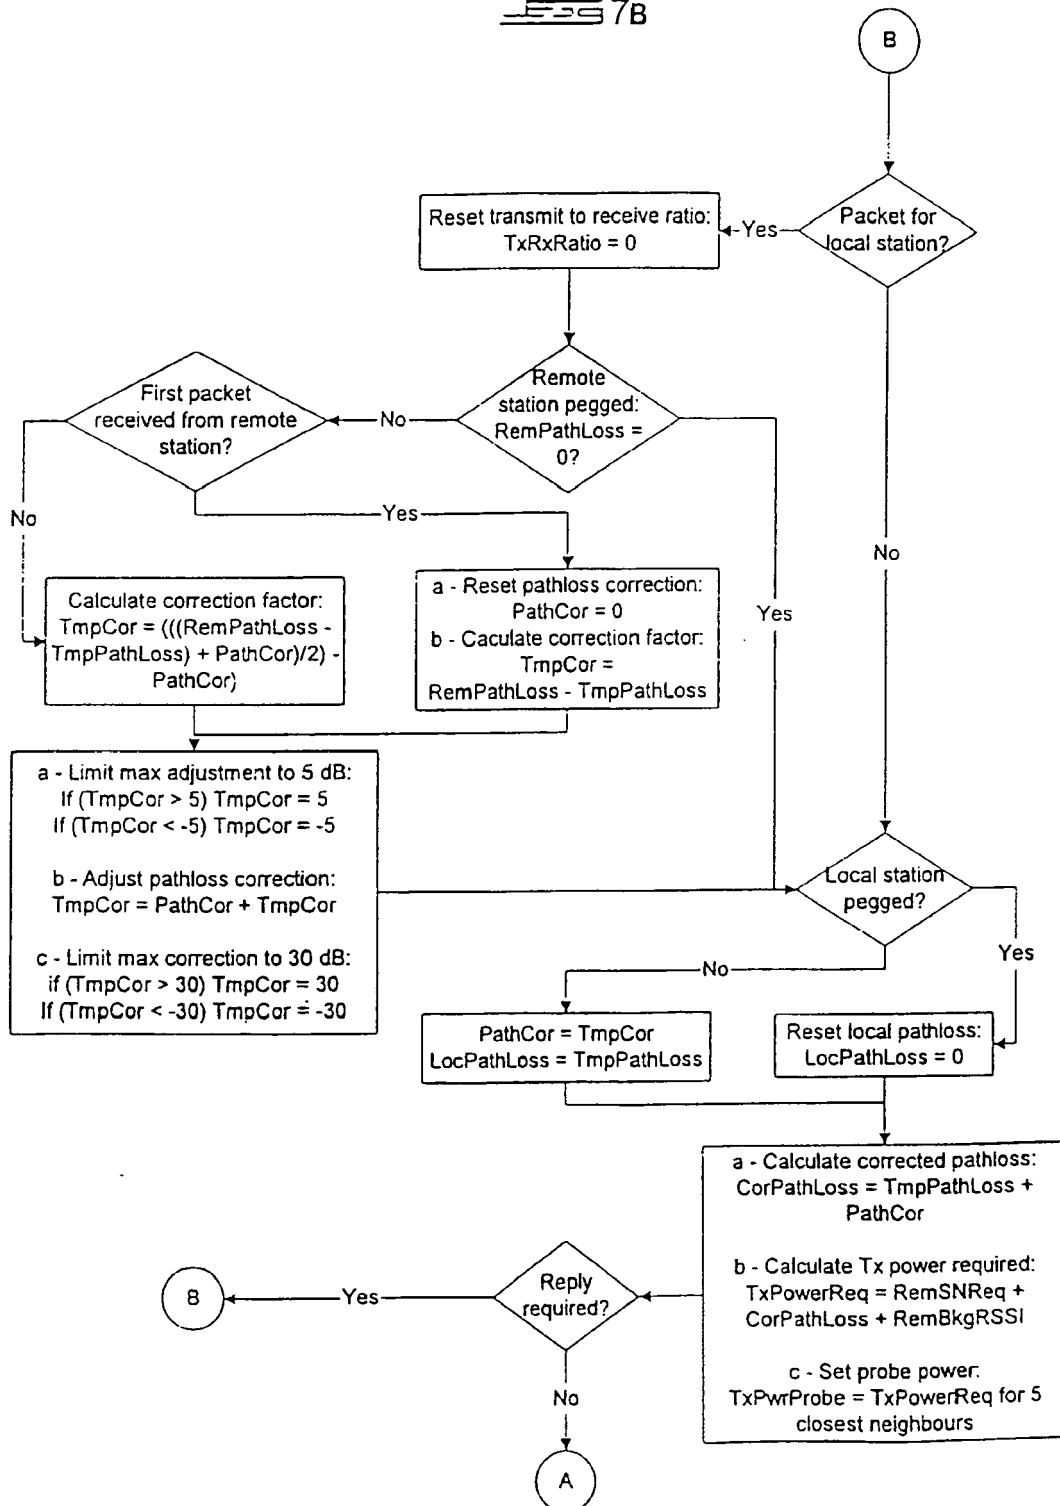 7B
B
Packet for
local station?
Yes
Reset transmit to receive ratio:
TxRxRatio = 0
Remote
station pegged:
RemPathLoss =
0?
No
First packet
received from remote
station?
No
Yes
Yes
No
Calculate correction factor:
TmpCor = (((RemPathLoss -
TmpPathLoss) + PathCor)/2) -
PathCor)
a - Reset pathloss correction:
PathCor = 0
b - Caculate correction factor:
TmpCor =
RemPathLoss - TmpPathLoss
a - Limit max adjustment to 5 dB:
If (TmpCor > 5) TmpCor = 5
If (TmpCor < -5) TmpCor = -5
b - Adjust pathloss correction:
TmpCor = PathCor + TmpCor
c - Limit max correction to 30 dB:
if (TmpCor > 30) TmpCor = 30
If (TmpCor < -30) TmpCor = -30
Local station
pegged?
No
Yes
PathCor = TmpCor
LocPathLoss = TmpPathLoss
Reset local pathloss:
LocPathLoss = 0
a - Calculate corrected pathloss:
CorPathLoss = TmpPathLoss +
PathCor
b - Calculate Tx power required:
TxPowerReq = RemSNReq +
CorPathLoss + RemBkgRSSI
c - Set probe power:
TxPwrProbe = TxPowerReq for 5
closest neighbours
Reply
required?
Yes
B
No
A